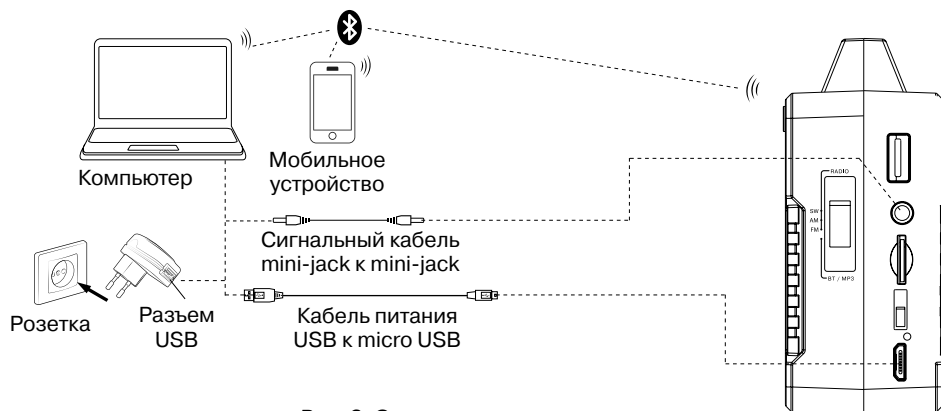 Компьютер
Мобильное
устройство
RADIO
SW
AM
FM
BT / MP3
Сигнальный кабель
mini-jack к mini-jack
Розетка
Разъем
USB
Кабель питания
USB к micro USB